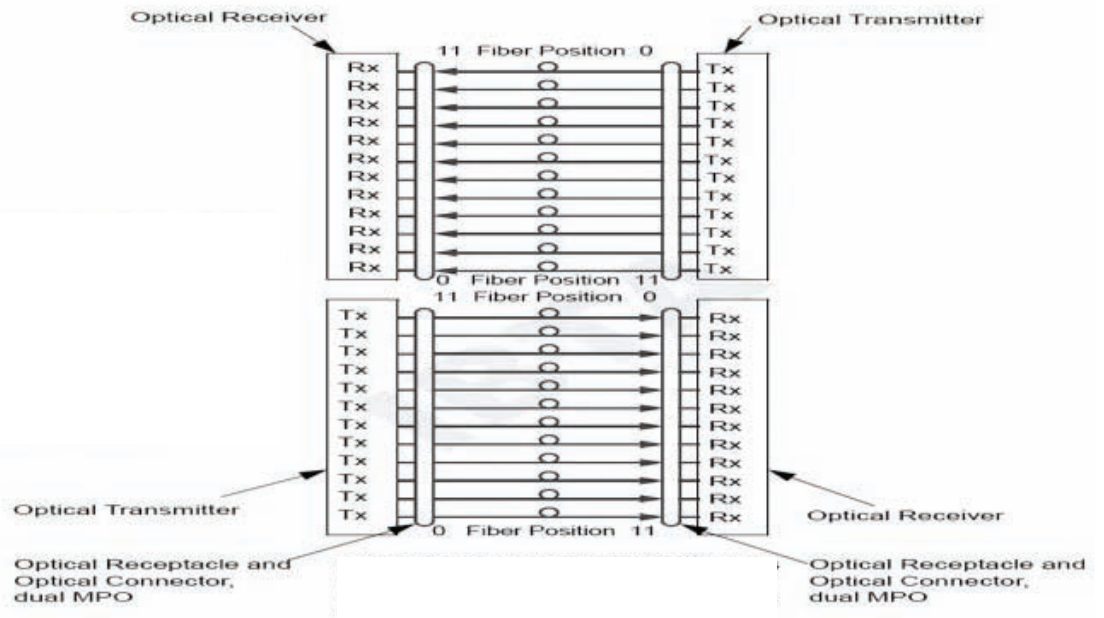 Optical Receiver
Optical Transmitter
11 Fiber Position 0
Rx Tx
Rx Tx
Rx Tx
Rx Tx
Rx Tx
Rx Tx
Rx Tx
Rx Tx
Rx Tx
Rx Tx
Rx Tx
Rx Tx
0 Fiber Position 11
11 Fiber Position 0
Tx Rx
Tx Rx
Tx Rx
Tx Rx
Tx Rx
Tx Rx
Tx Rx
Tx Rx
Tx Rx
Tx Rx
Tx Rx
Tx Rx
0 Fiber Position 11
Optical Transmitter
Optical Receiver
Optical Receptacle and
Optical Connector,
dual MPO
Optical Receptacle and
Optical Connector,
dual MPO